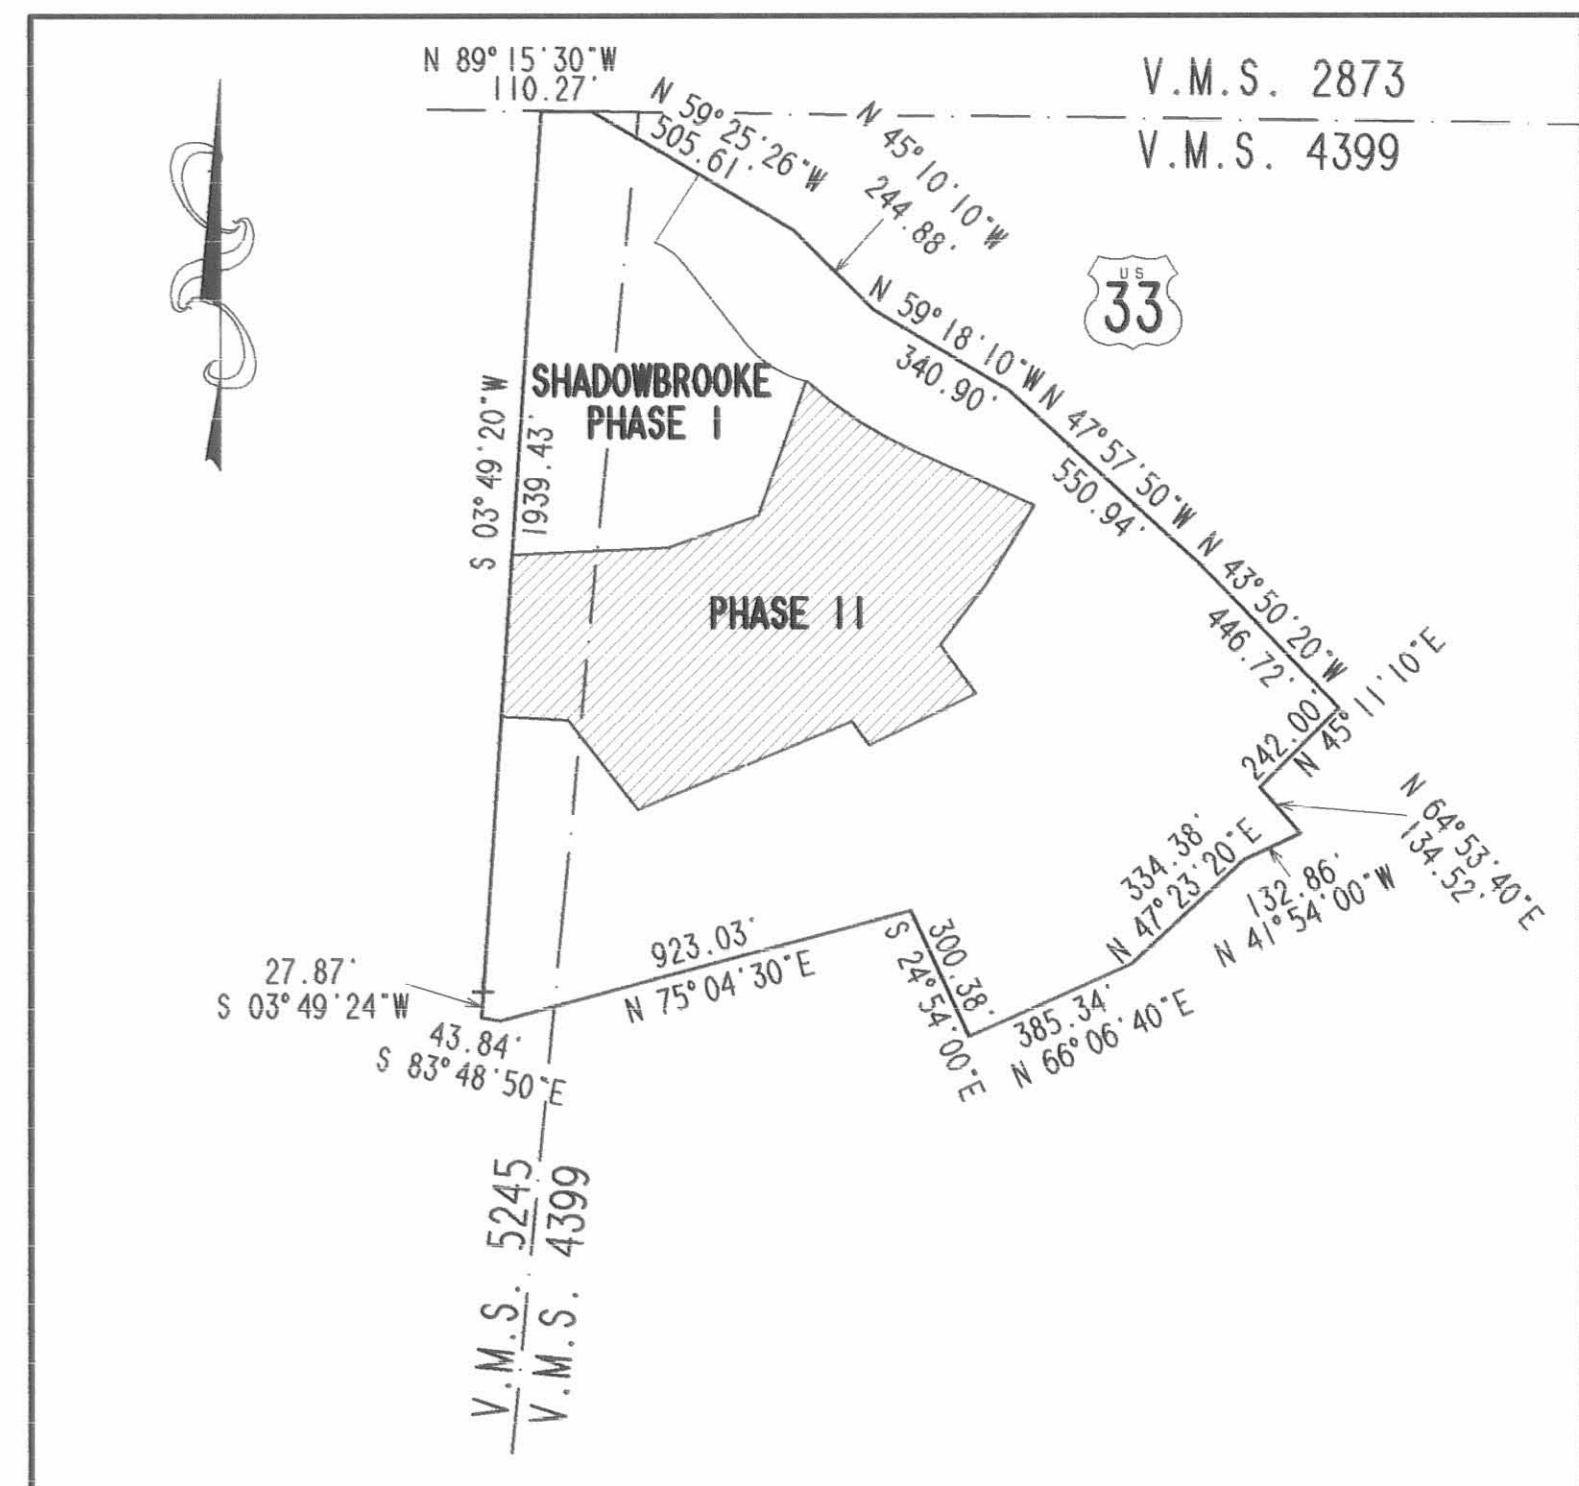 N 89° 15' 30" W
110.27'
V.M.S. 2873
V.M.S. 4399
N 59° 25' 26" W
505.61'
N 45° 10' 10" W
244.88'
US
33
N 59° 18' 10" W
340.90'
N 47° 57' 50" W
550.94'
N 43° 50' 20" W
446.72'
SHADOWBROOKE
PHASE I
S 03° 49' 20" W
1939.43'
PHASE II
242.00'
N 45° 11' 10" E
N 64° 53' 40" E
134.52'
334.38'
N 47° 23' 20" E
132.86'
N 41° 54' 00" W
923.03'
N 75° 04' 30" E
300.38'
S 24° 54' 00" E
385.34'
N 66° 06' 40" E
27.87'
S 03° 49' 24" W
43.84'
S 83° 48' 50" E
V.M.S. 5245
V.M.S. 4399